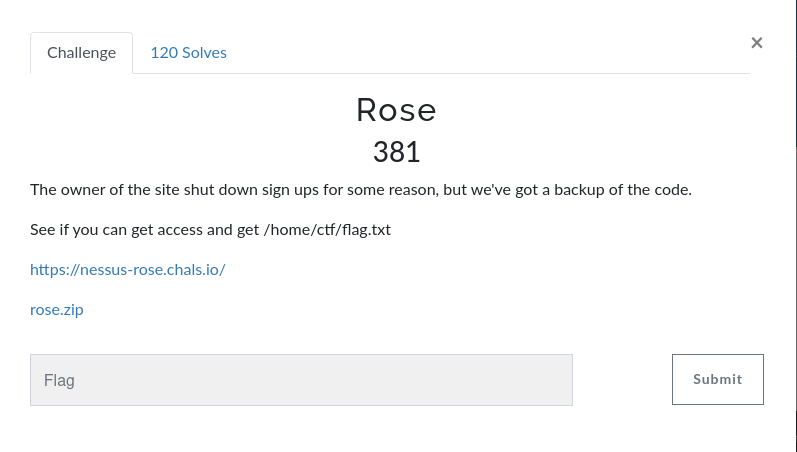 Challenge
120 Solves
×
Rose
381
The owner of the site shut down sign ups for some reason, but we've got a backup of the code.
See if you can get access and get /home/ctf/flag.txt
https://nessus-rose.chals.io/
rose.zip
Flag
Submit